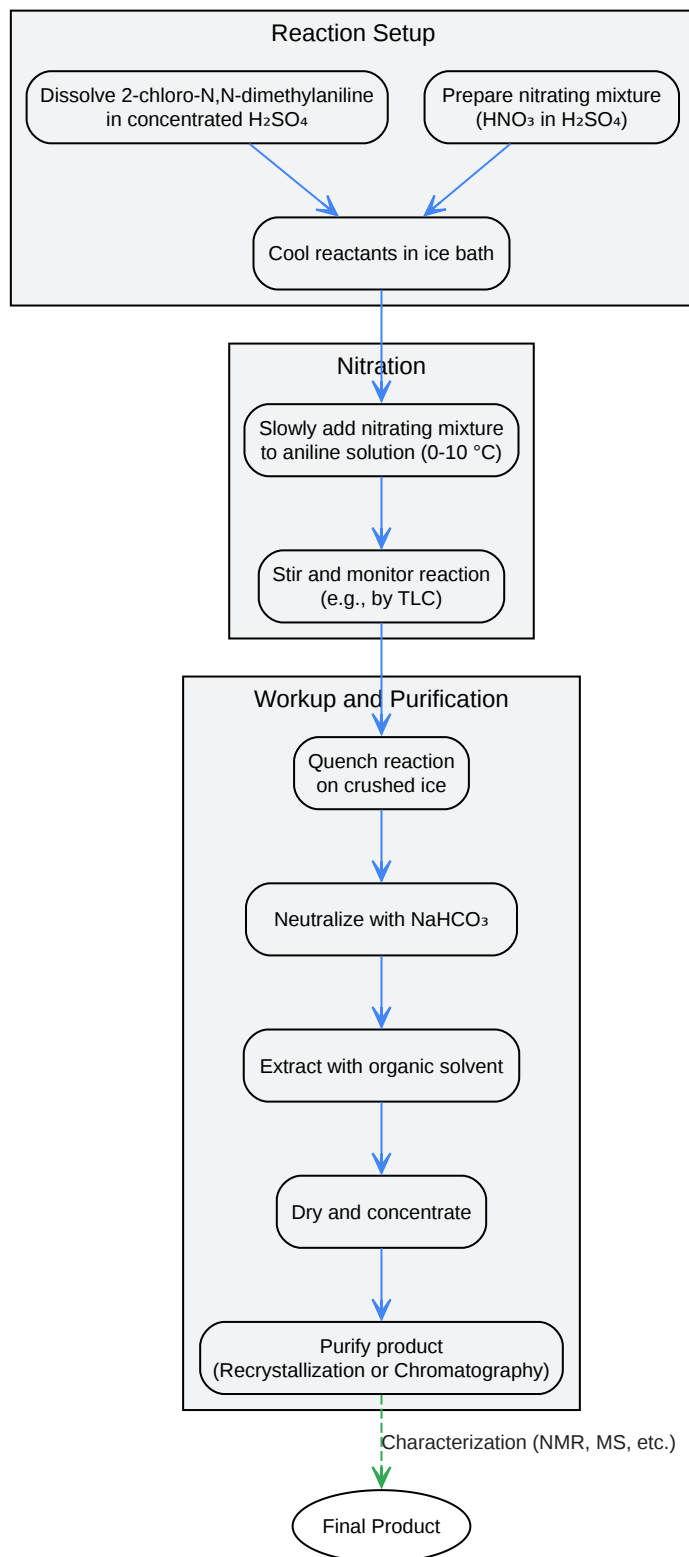 Reaction Setup
Dissolve 2-chloro-N,N-dimethylaniline
in concentrated H₂SO₄
Prepare nitrating mixture
(HNO₃ in H₂SO₄)
Cool reactants in ice bath
Nitration
Slowly add nitrating mixture
to aniline solution (0-10 °C)
Stir and monitor reaction
(e.g., by TLC)
Workup and Purification
Quench reaction
on crushed ice
Neutralize with NaHCO₃
Extract with organic solvent
Dry and concentrate
Purify product
(Recrystallization or Chromatography)
Characterization (NMR, MS, etc.)
Final Product